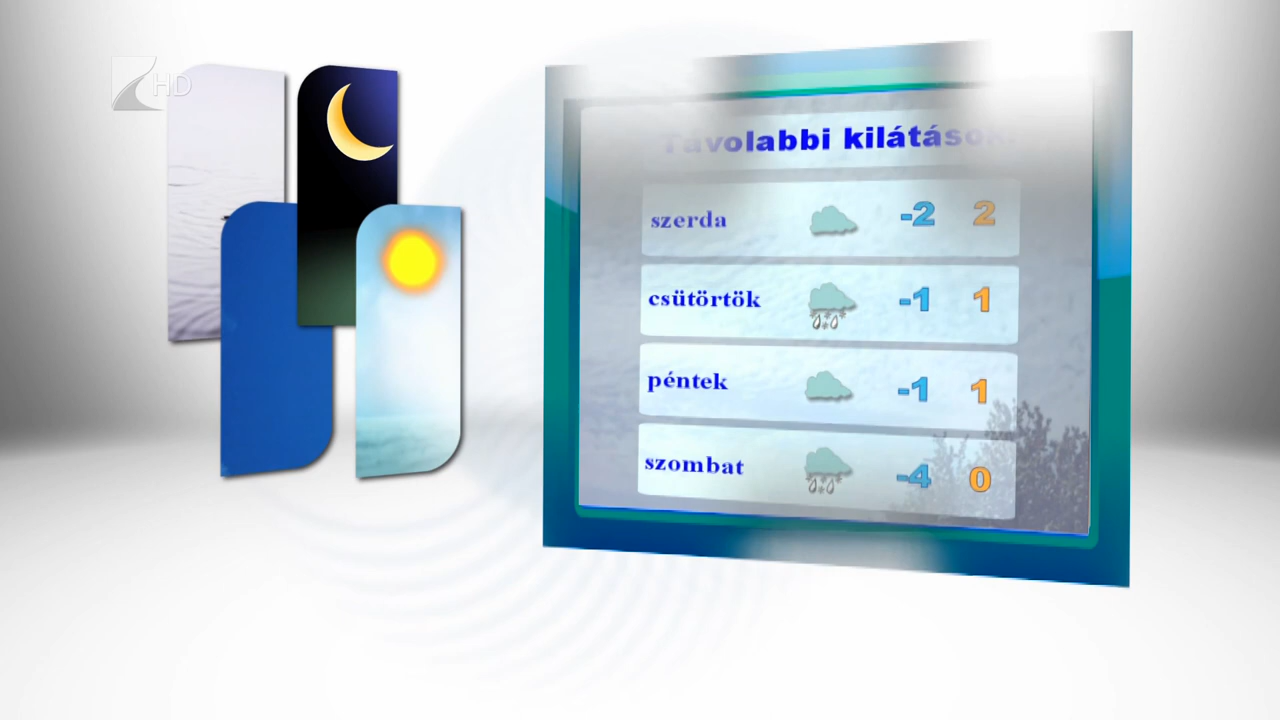 HD
Távolabbi kilátások
szerda -2 2
csütörtök -1 1
péntek -1 1
szombat -4 0